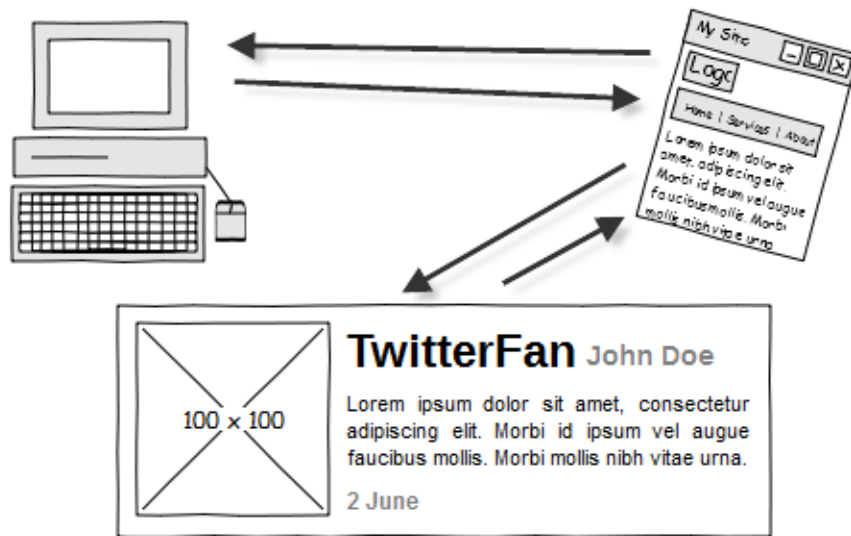 My Site
Logo
Home | Services | About
Lorem ipsum dolor sit
amet, adipiscing elit.
Morbi id ipsum vel augue
faucibus mollis. Morbi
mollis nibh vitae urna
TwitterFan John Doe
100 x 100
Lorem ipsum dolor sit amet, consectetur
adipiscing elit. Morbi id ipsum vel augue
faucibus mollis. Morbi mollis nibh vitae urna.
2 June